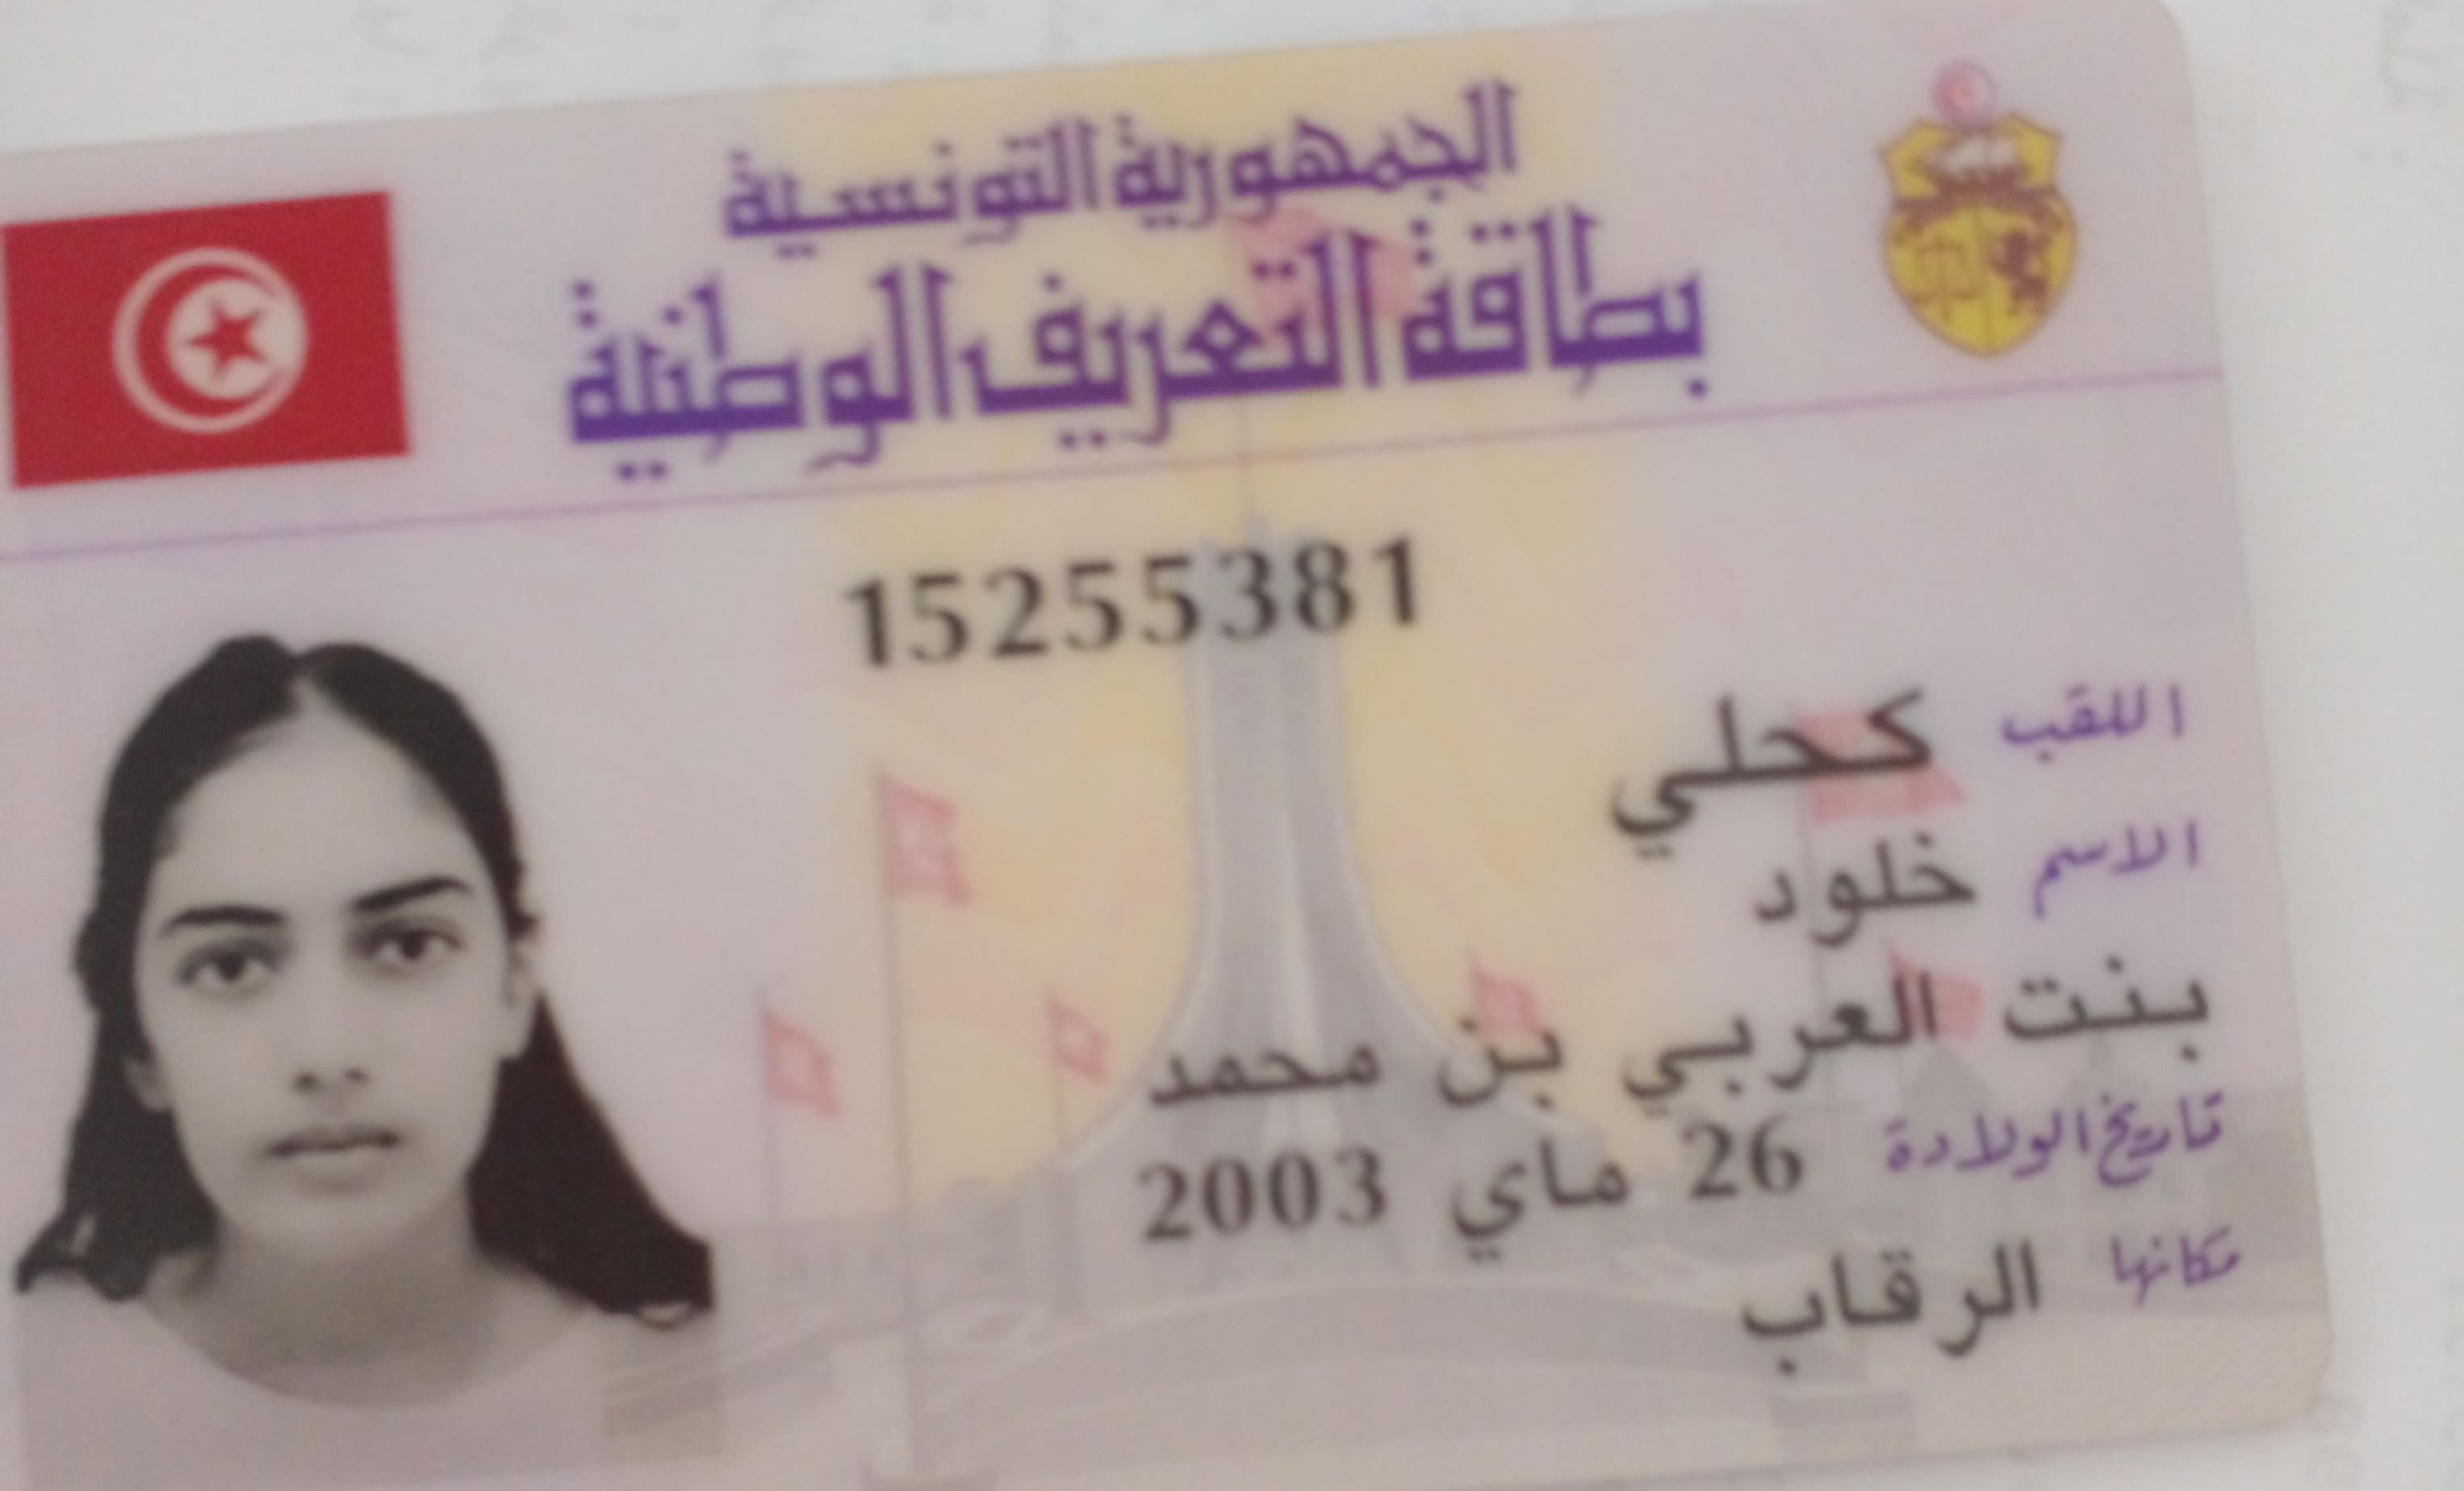 الجمهورية التونسية
بطاقة التعريف الوطنية
15255381
اللقب كحلي
الاسم خلود
بنت العربي بن محمد
تاريخ الولادة 26 ماي 2003
مكانها الرقاب